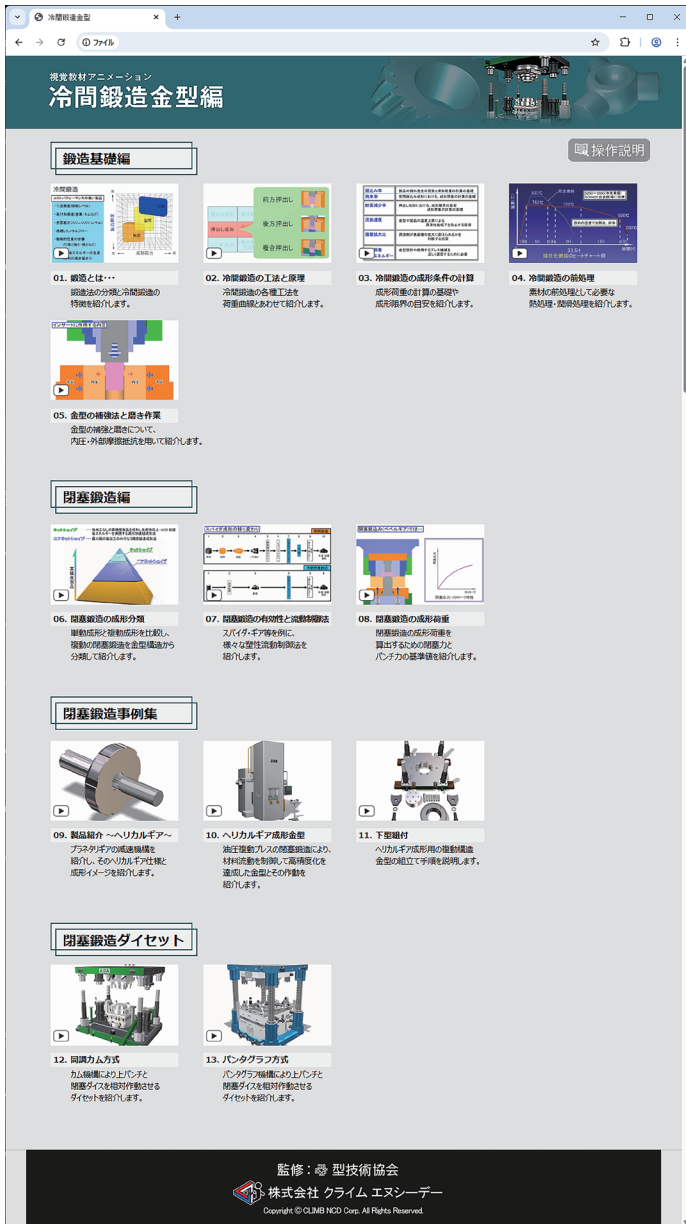 冷間鍛造金型
ファイル
視覚教材アニメーション
冷間鍛造金型編
操作説明
鍛造基礎編
冷間鍛造
前方押出し
後方押出し
複合押出し
押出し成形
01. 鍛造とは・・・
鍛造法の分類と冷間鍛造の
特徴を紹介します。
02. 冷間鍛造の工法と原理
冷間鍛造の各種工法を
荷重曲線とあわせて紹介します。
03. 冷間鍛造の成形条件の計算
成形荷重の計算の基礎や
成形限界の目安を紹介します。
04. 冷間鍛造の前処理
素材の前処理として必要な
熱処理・潤滑処理を紹介します。
05. 金型の補強法と磨き作業
金型の補強と磨きについて、
内圧・外部摩擦抵抗を用いて紹介します。
閉塞鍛造編
ネットシェイプ
ニアネットシェイプ
06. 閉塞鍛造の成形分類
単動成形と複動成形を比較し、
複動の閉塞鍛造を金型構造から
分類して紹介します。
07. 閉塞鍛造の有効性と流動制御法
スパイダ・ギア等を例に、
様々な塑性流動制御法を
紹介します。
08. 閉塞鍛造の成形荷重
閉塞鍛造の成形荷重を
算出するための閉塞力と
パンチ力の基準値を紹介します。
閉塞鍛造事例集
09. 製品紹介 ～ヘリカルギア～
プラネタリギアの減速機構を
紹介し、そのヘリカルギア仕様と
成形イメージを紹介します。
10. ヘリカルギア成形金型
油圧複動プレスの閉塞鍛造により、
材料流動を制御して高精度化を
達成した金型とその作動を
紹介します。
11. 下型組付
ヘリカルギア成形用の複動構造
金型の組立て手順を説明します。
閉塞鍛造ダイセット
12. 同調カム方式
カム機構により上パンチと
閉塞ダイスを相対作動させる
ダイセットを紹介します。
13. パンタグラフ方式
パンタグラフ機構により上パンチと
閉塞ダイスを相対作動させる
ダイセットを紹介します。
監修：型技術協会
株式会社 クライム エヌシーデー
Copyright © CLIMB NCD Corp. All Rights Reserved.